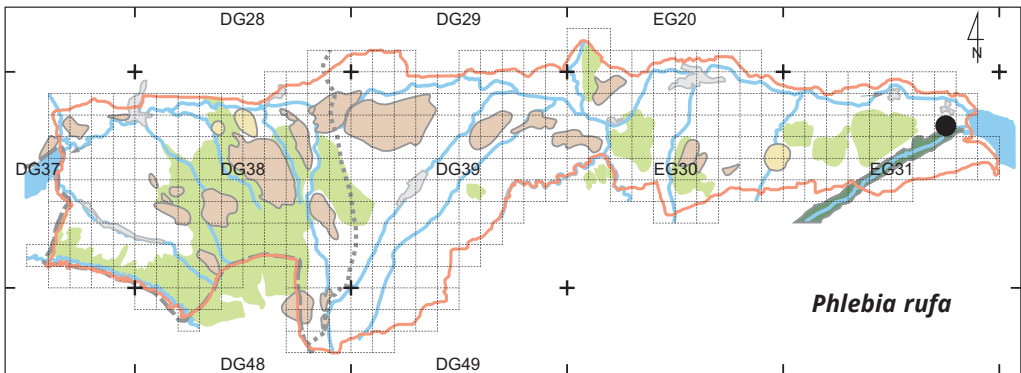 DG28 DG29 EG20
N
DG37 DG38 DG39 EG30 EG31
Phlebia rufa
DG48 DG49